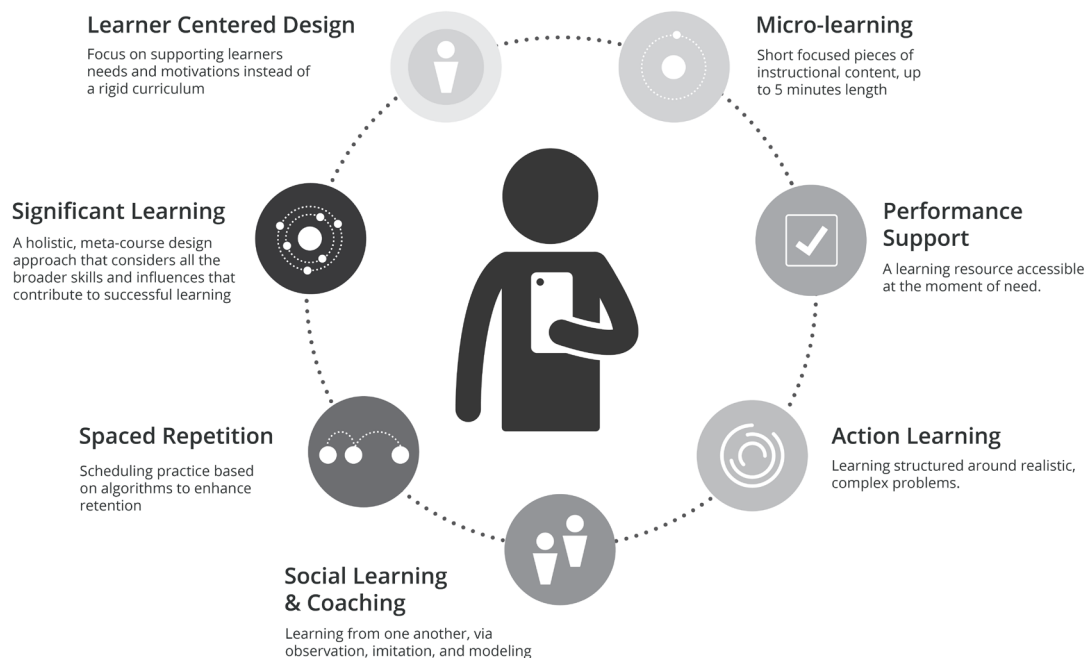 Learner Centered Design
Focus on supporting learners
needs and motivations instead of
a rigid curriculum
Micro-learning
Short focused pieces of
instructional content, up
to 5 minutes length
Significant Learning
A holistic, meta-course design
approach that considers all the
broader skills and influences that
contribute to successful learning
Performance
Support
A learning resource accessible
at the moment of need.
Spaced Repetition
Scheduling practice based
on algorithms to enhance
retention
Action Learning
Learning structured around realistic,
complex problems.
Social Learning
& Coaching
Learning from one another, via
observation, imitation, and modeling